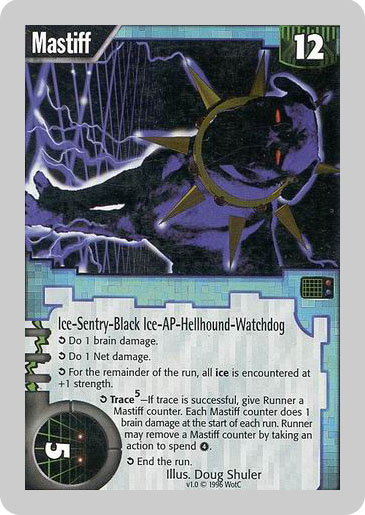 Mastiff
12
Ice-Sentry-Black Ice-AP-Hellhound-Watchdog
➲ Do 1 brain damage.
➲ Do 1 Net damage.
➲ For the remainder of the run, all ice is encountered at
+1 strength.
➲ Trace⁵—If trace is successful, give Runner a
Mastiff counter. Each Mastiff counter does 1
brain damage at the start of each run. Runner
may remove a Mastiff counter by taking an
action to spend ❹.
➲ End the run.
5
Illus. Doug Shuler
v1.0 © 1996 WotC